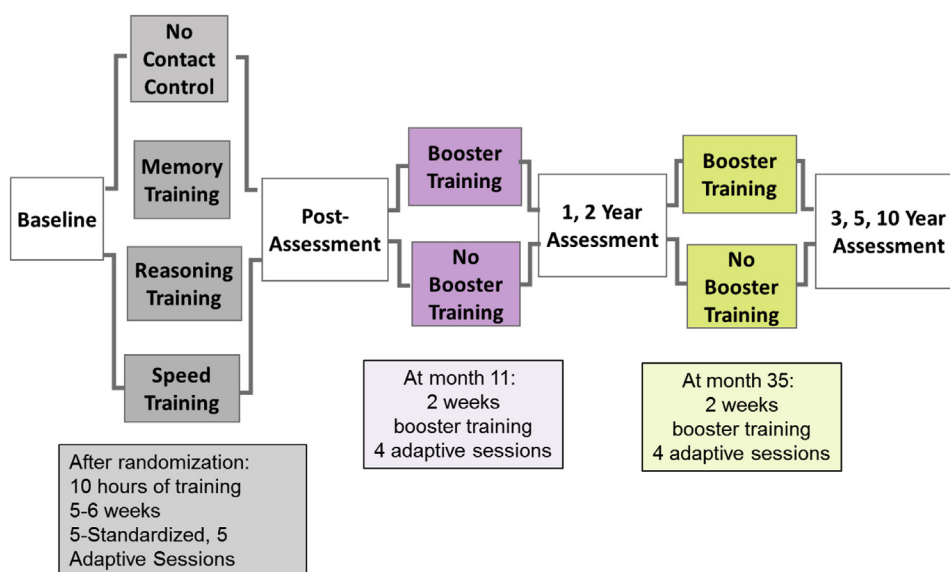 No
Contact
Control
Memory
Training
Baseline
Reasoning
Training
Speed
Training
Post-
Assessment
Booster
Training
No
Booster
Training
1, 2 Year
Assessment
Booster
Training
No
Booster
Training
3, 5, 10 Year
Assessment
After randomization:
10 hours of training
5-6 weeks
5-Standardized, 5
Adaptive Sessions
At month 11:
2 weeks
booster training
4 adaptive sessions
At month 35:
2 weeks
booster training
4 adaptive sessions